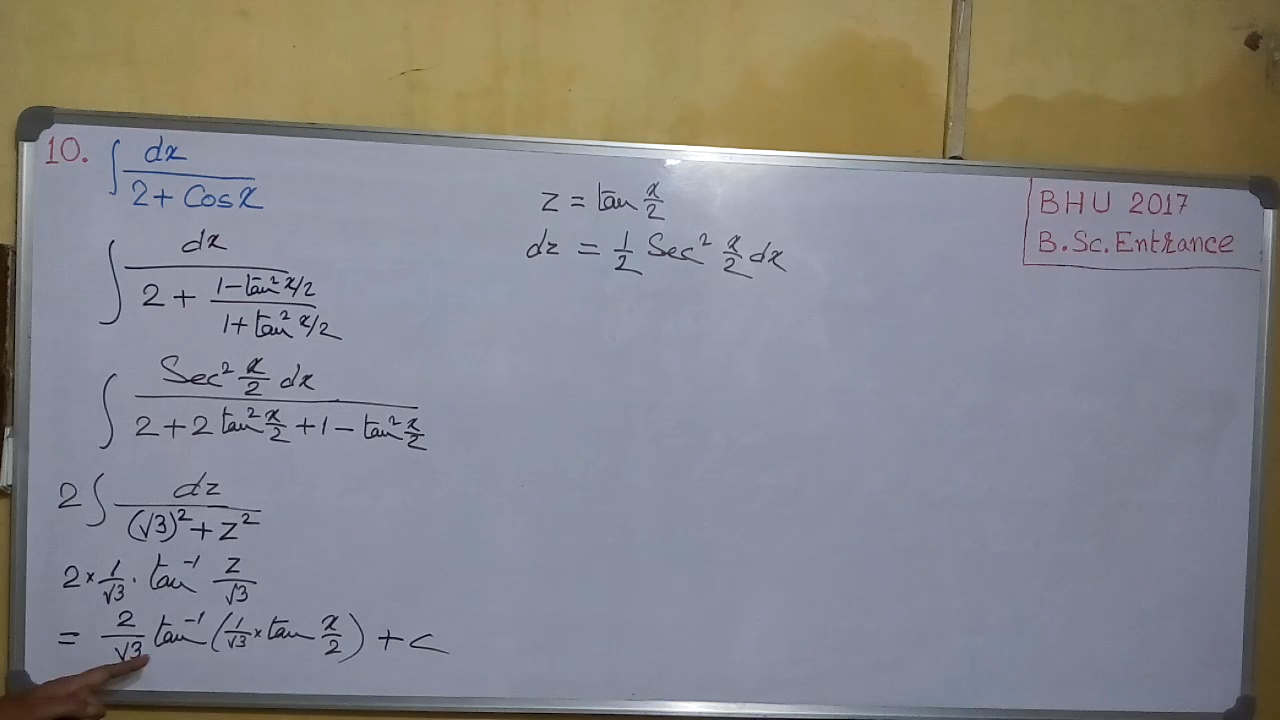 10. ∫ dx / (2 + Cos x)
∫ dx / (2 + (1 - tan² x/2) / (1 + tan² x/2))
∫ Sec² x/2 dx / (2 + 2 tan² x/2 + 1 - tan² x/2)
2 ∫ dz / ((√3)² + z²)
2 × 1/√3 . tan⁻¹ z/√3
= 2/√3 tan⁻¹ (1/√3 × tan x/2) + c
z = tan x/2
dz = 1/2 Sec² x/2 dx
BHU 2017
B.Sc. Entrance